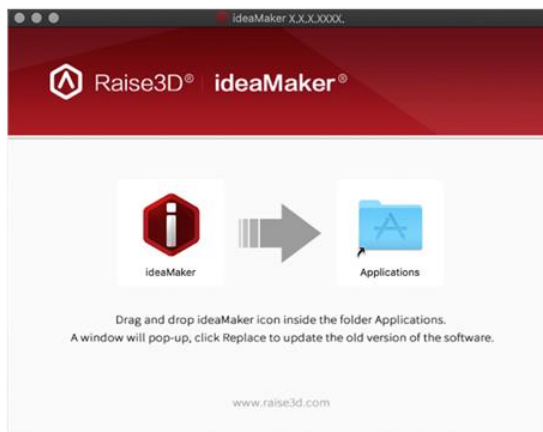 ideaMaker X.X.X.XXXX.
Raise3D® ideaMaker®
ideaMaker
Applications
Drag and drop ideaMaker icon inside the folder Applications.
A window will pop-up, click Replace to update the old version of the software.
www.raise3d.com